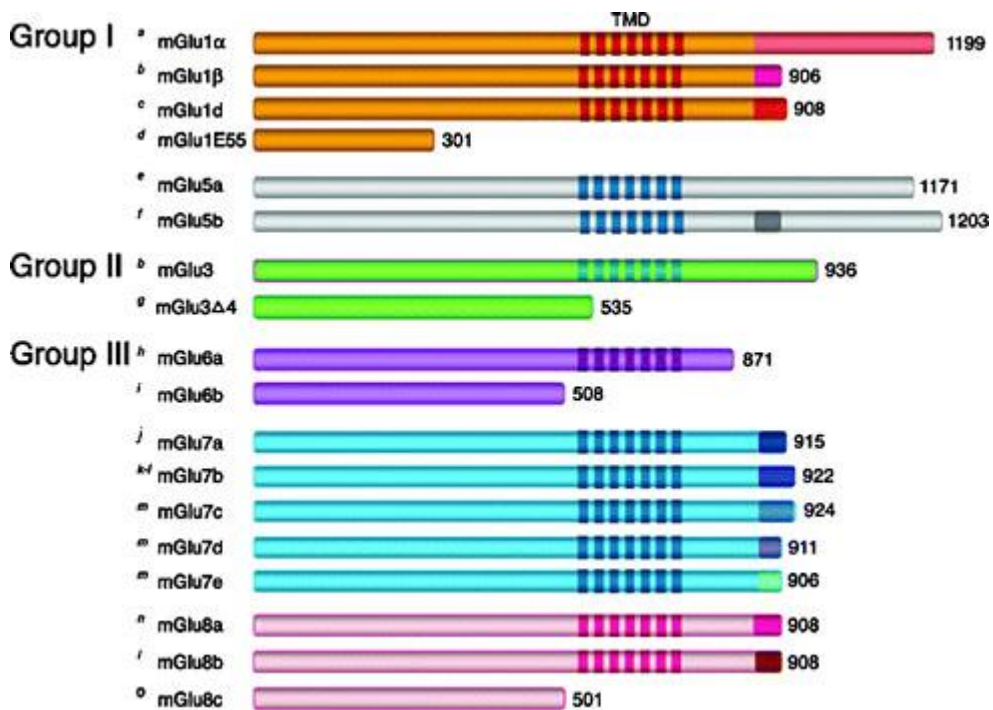 TMD
Group I a mGlu1α 1199
b mGlu1β 906
c mGlu1d 908
d mGlu1E55 301
e mGlu5a 1171
f mGlu5b 1203
Group II b mGlu3 936
g mGlu3Δ4 535
Group III h mGlu6a 871
i mGlu6b 508
j mGlu7a 915
k-l mGlu7b 922
m mGlu7c 924
m mGlu7d 911
m mGlu7e 906
n mGlu8a 908
i mGlu8b 908
o mGlu8c 501